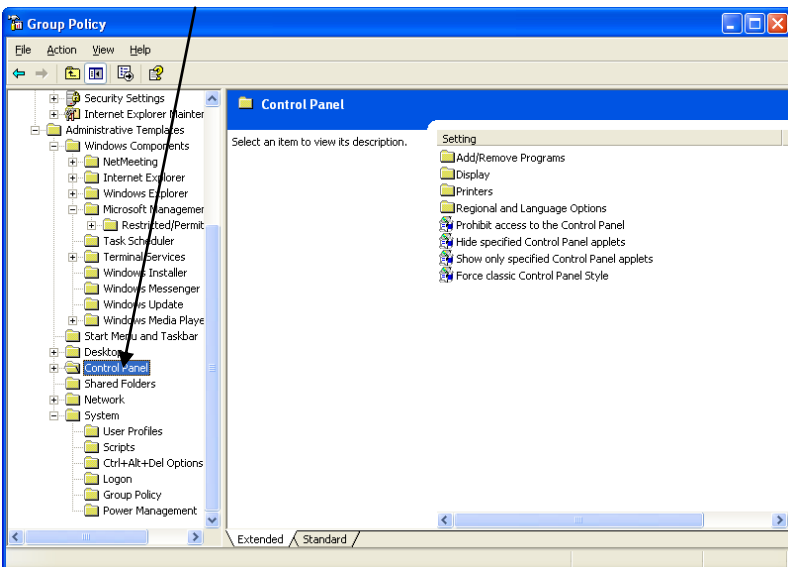 Group Policy
File Action View Help
Security Settings
Internet Explorer Mainter
Administrative Templates
Windows Components
NetMeeting
Internet Explorer
Windows Explorer
Microsoft Managemer
Restricted/Permit
Task Scheduler
Terminal Services
Windows Installer
Windows Messenger
Windows Update
Windows Media Playe
Start Menu and Taskbar
Desktop
Control Panel
Shared Folders
Network
System
User Profiles
Scripts
Ctrl+Alt+Del Options
Logon
Group Policy
Power Management
Control Panel
Select an item to view its description.
Setting
Add/Remove Programs
Display
Printers
Regional and Language Options
Prohibit access to the Control Panel
Hide specified Control Panel applets
Show only specified Control Panel applets
Force classic Control Panel Style
Extended Standard